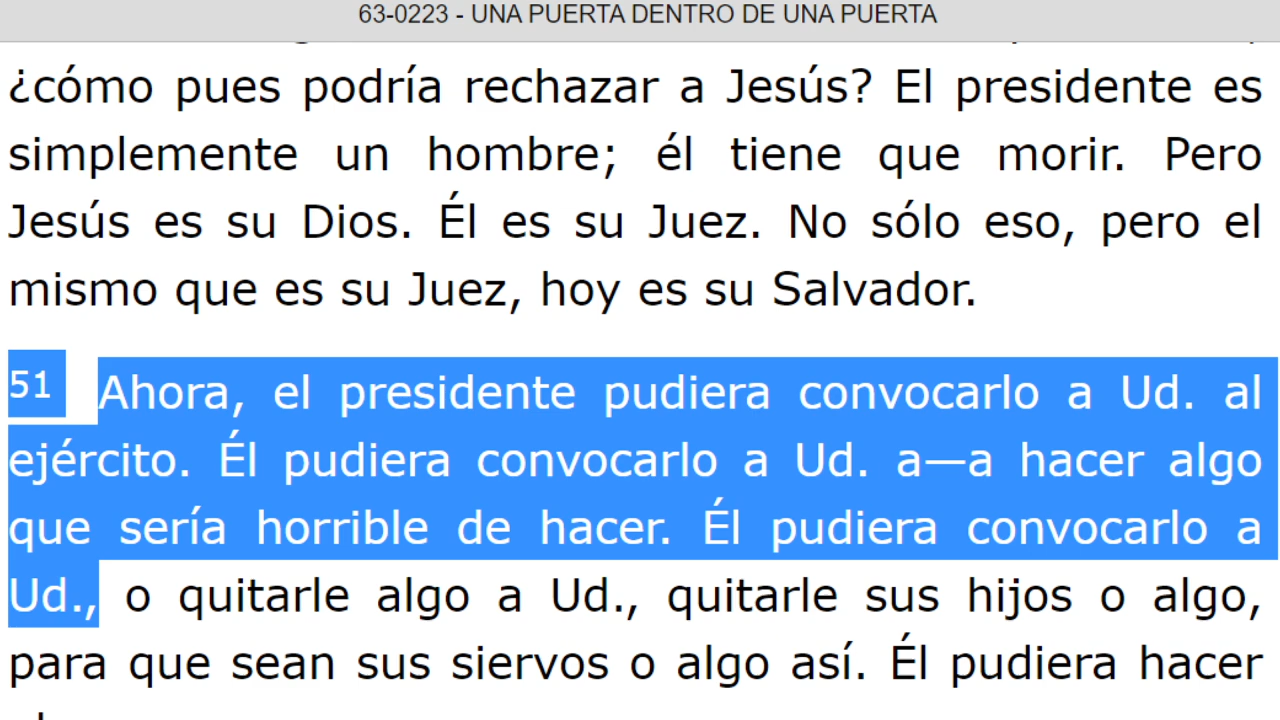 63-0223 - UNA PUERTA DENTRO DE UNA PUERTA
¿cómo pues podría rechazar a Jesús? El presidente es
simplemente un hombre; él tiene que morir. Pero
Jesús es su Dios. Él es su Juez. No sólo eso, pero el
mismo que es su Juez, hoy es su Salvador.
51 Ahora, el presidente pudiera convocarlo a Ud. al
ejército. Él pudiera convocarlo a Ud. a—a hacer algo
que sería horrible de hacer. Él pudiera convocarlo a
Ud., o quitarle algo a Ud., quitarle sus hijos o algo,
para que sean sus siervos o algo así. Él pudiera hacer